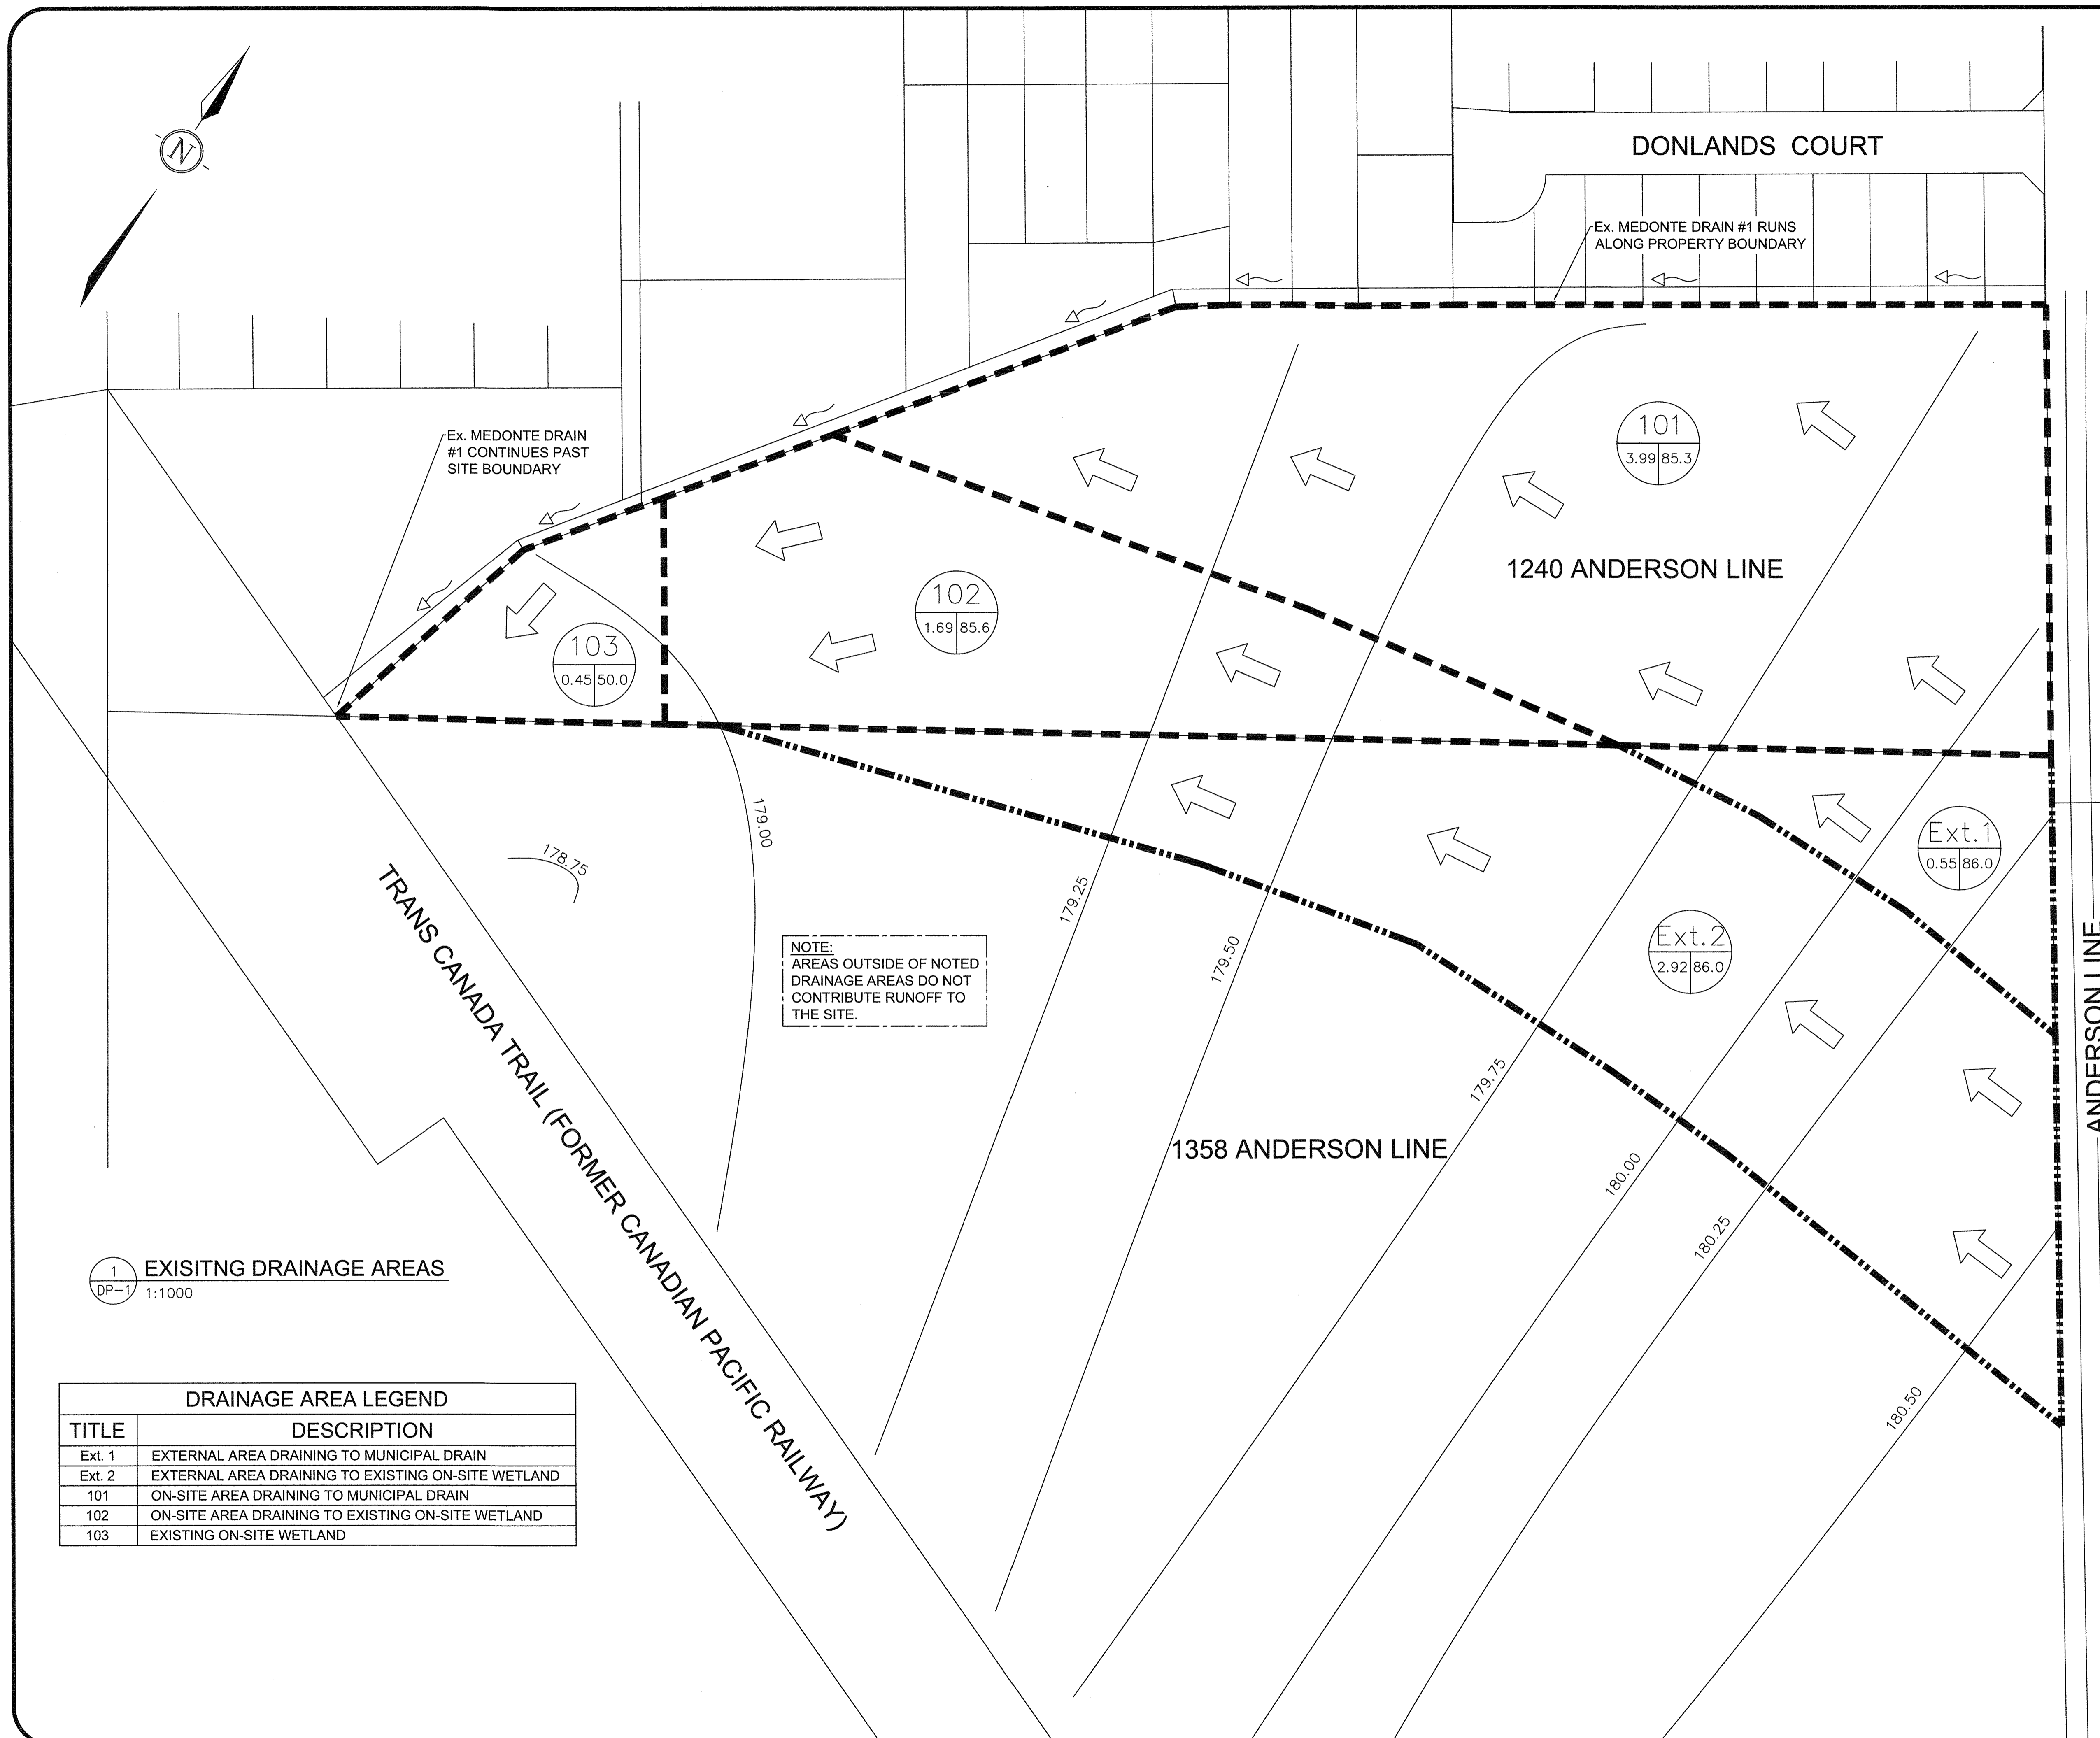 N
DONLANDS COURT
Ex. MEDONTE DRAIN #1 RUNS
ALONG PROPERTY BOUNDARY
Ex. MEDONTE DRAIN
#1 CONTINUES PAST
SITE BOUNDARY
101
3.99 85.3
1240 ANDERSON LINE
102
1.69 85.6
103
0.45 50.0
Ext.1
0.55 86.0
Ext.2
2.92 86.0
179.00
178.75
179.25
179.50
179.75
180.00
180.25
180.50
NOTE:
AREAS OUTSIDE OF NOTED
DRAINAGE AREAS DO NOT
CONTRIBUTE RUNOFF TO
THE SITE.
1358 ANDERSON LINE
ANDERSON LINE
TRANS CANADA TRAIL (FORMER CANADIAN PACIFIC RAILWAY)
1
DP-1
EXISITNG DRAINAGE AREAS
1:1000
DRAINAGE AREA LEGEND
TITLE DESCRIPTION
Ext. 1 EXTERNAL AREA DRAINING TO MUNICIPAL DRAIN
Ext. 2 EXTERNAL AREA DRAINING TO EXISTING ON-SITE WETLAND
101 ON-SITE AREA DRAINING TO MUNICIPAL DRAIN
102 ON-SITE AREA DRAINING TO EXISTING ON-SITE WETLAND
103 EXISTING ON-SITE WETLAND